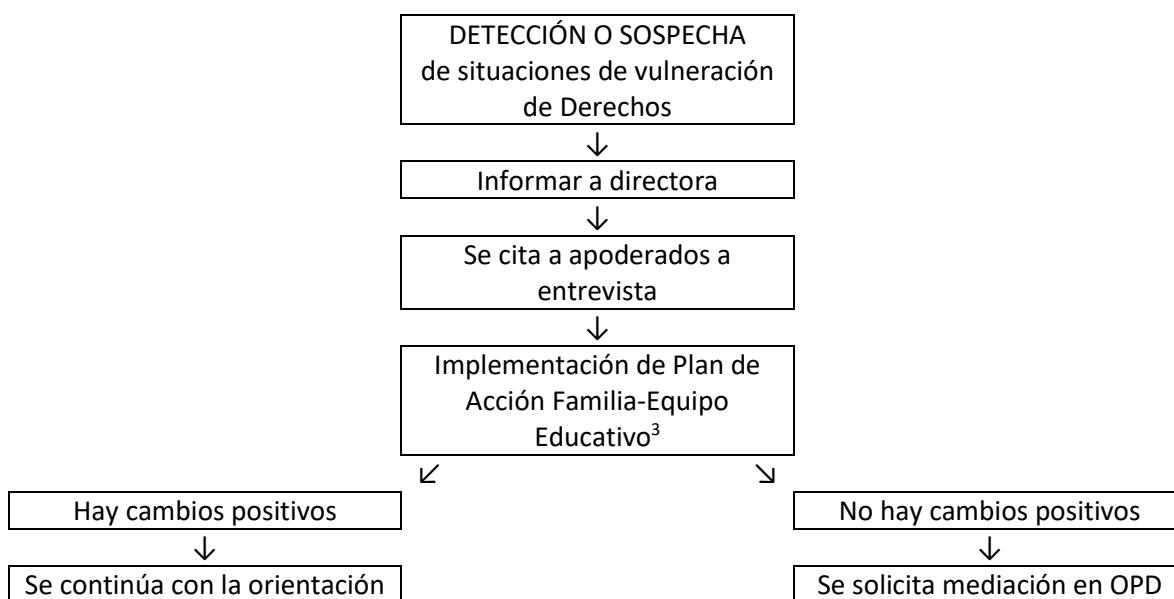 DETECCIÓN O SOSPECHA
de situaciones de vulneración
de Derechos
↓
Informar a directora
↓
Se cita a apoderados a
entrevista
↓
Implementación de Plan de
Acción Familia-Equipo
Educativo³
↙ ↘
Hay cambios positivos
No hay cambios positivos
↓ ↓
Se continúa con la orientación
Se solicita mediación en OPD